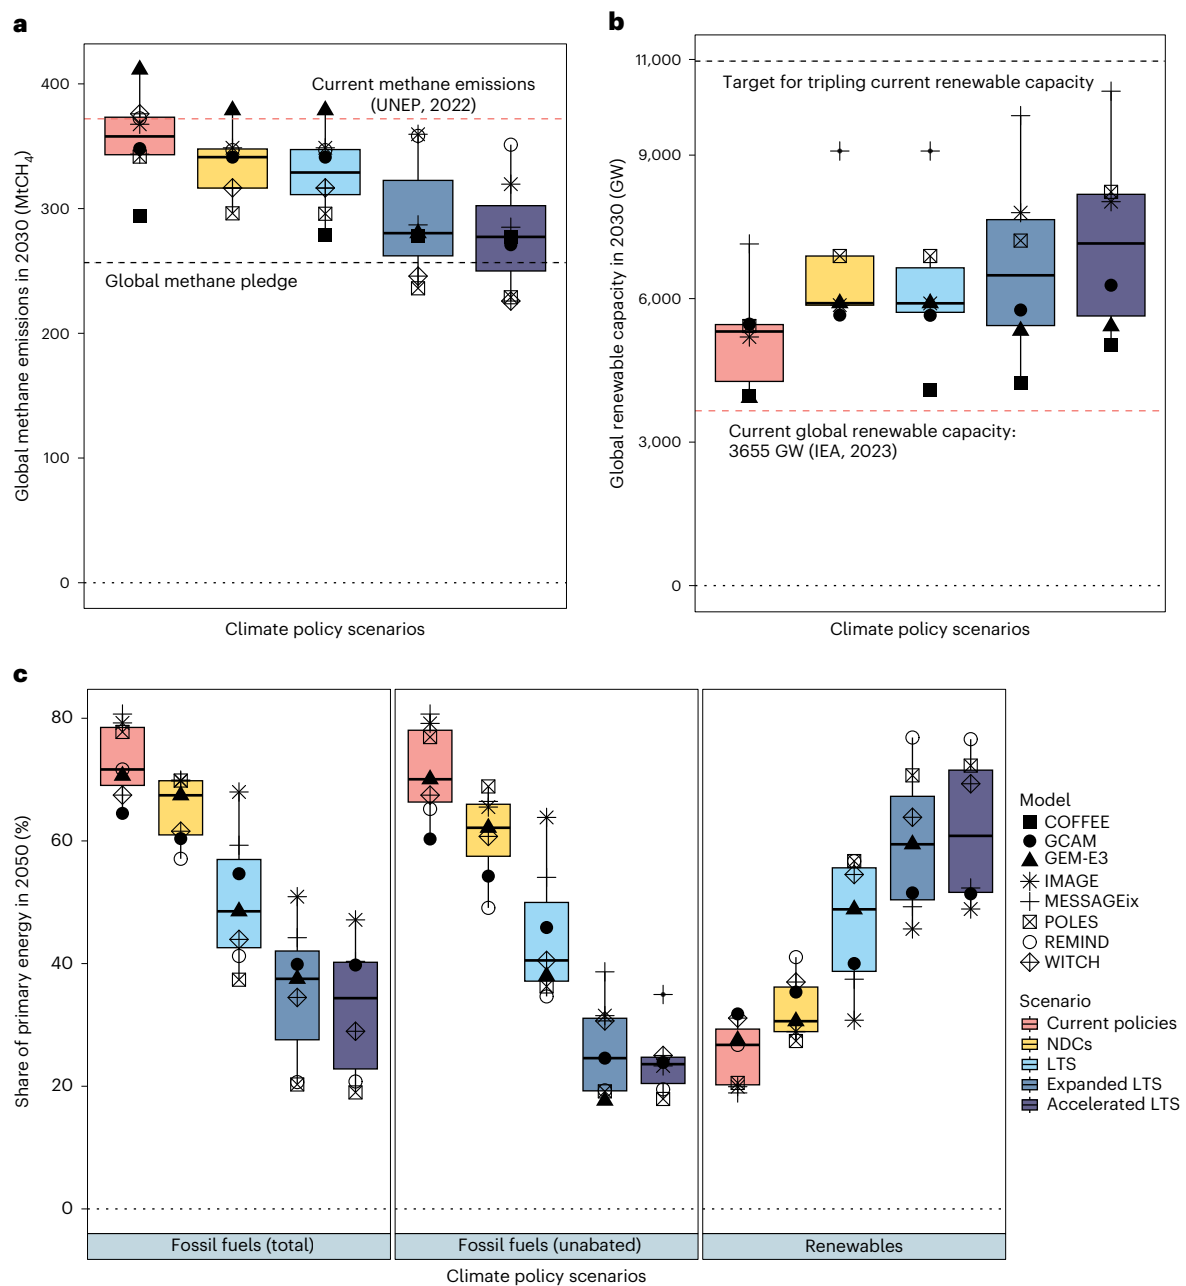 a
Global methane emissions in 2030 (MtCH4)
400
300
200
100
0
Current methane emissions
(UNEP, 2022)
Global methane pledge
Climate policy scenarios
b
Global renewable capacity in 2030 (GW)
11,000
9,000
6,000
3,000
0
Target for tripling current renewable capacity
Current global renewable capacity:
3655 GW (IEA, 2023)
Climate policy scenarios
c
Share of primary energy in 2050 (%)
80
60
40
20
0
Fossil fuels (total)
Fossil fuels (unabated)
Renewables
Climate policy scenarios
Model
COFFEE
GCAM
GEM-E3
IMAGE
MESSAGEix
POLES
REMIND
WITCH
Scenario
Current policies
NDCs
LTS
Expanded LTS
Accelerated LTS